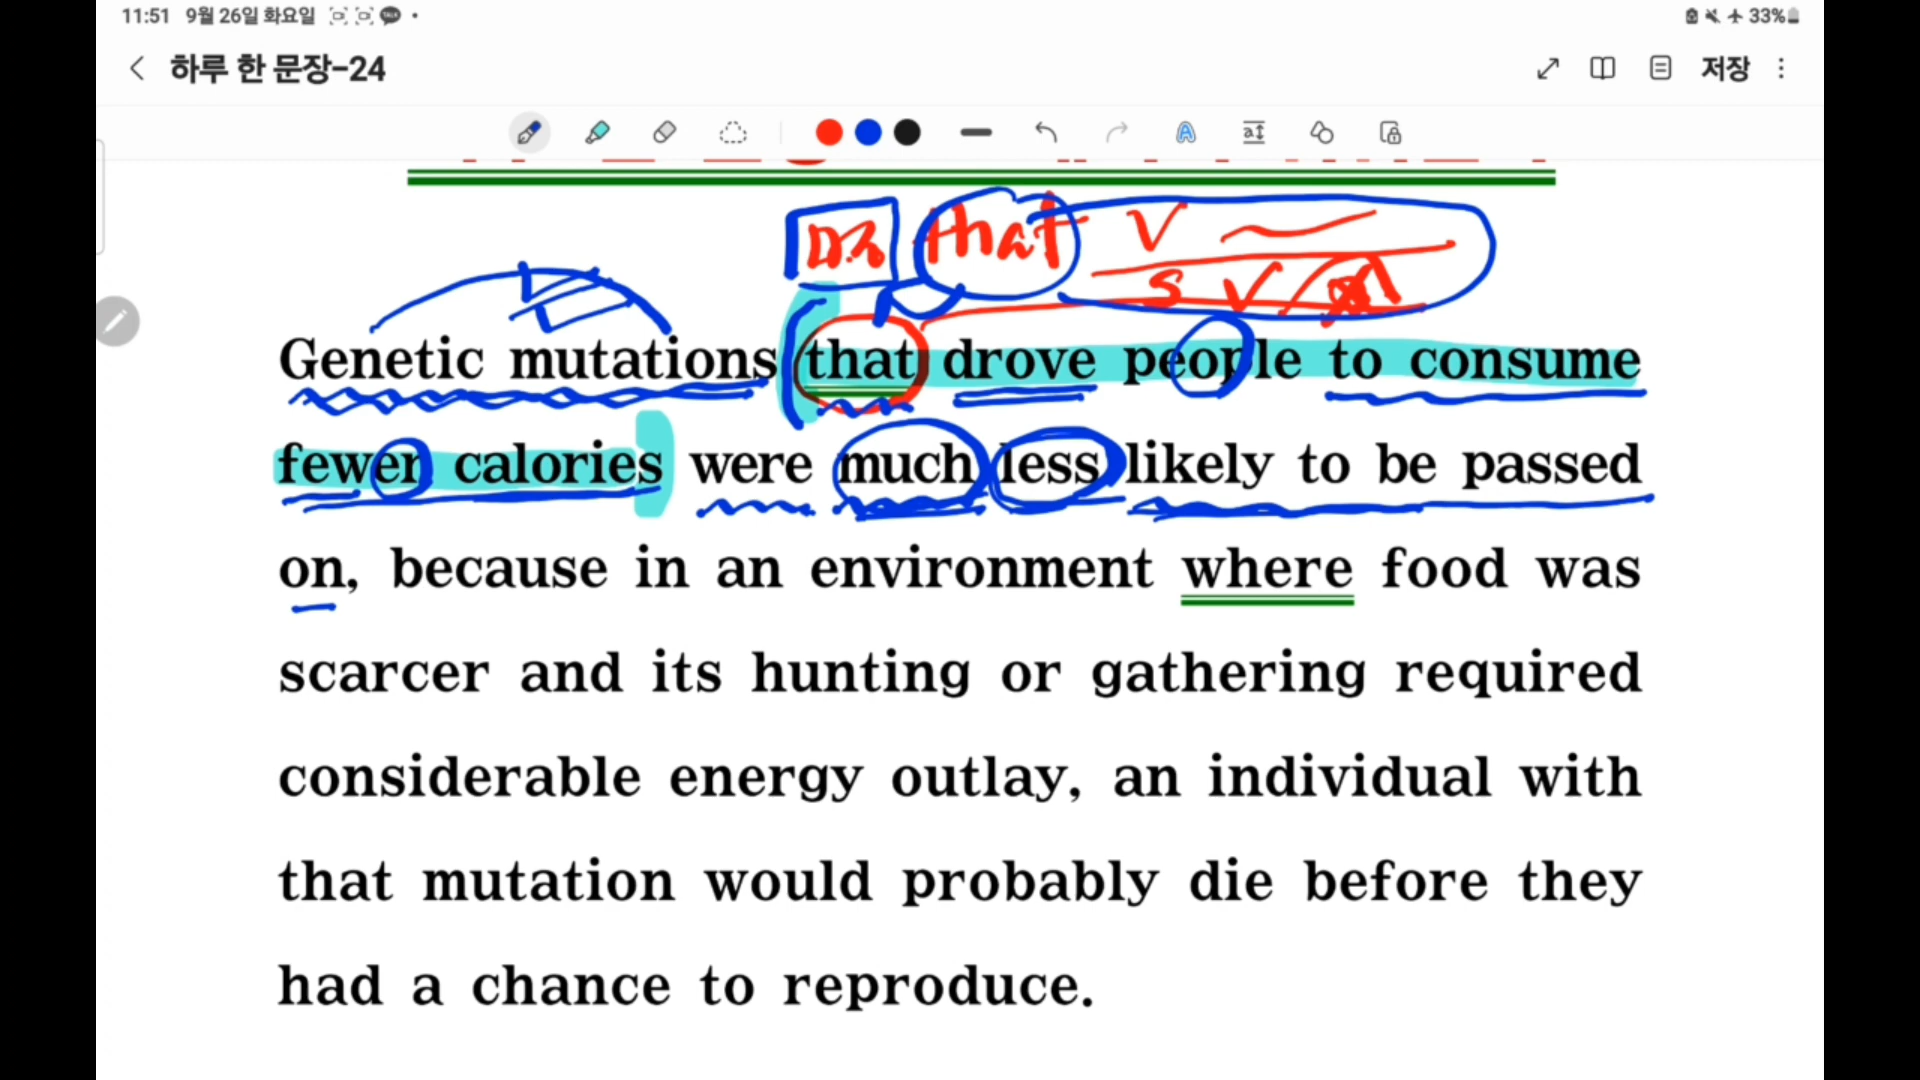 11:51 9월 26일 화요일 TALK 33%
하루 한 문장-24
저장
that V
S V
Genetic mutations that drove people to consume
fewer calories were much less likely to be passed
on, because in an environment where food was
scarcer and its hunting or gathering required
considerable energy outlay, an individual with
that mutation would probably die before they
had a chance to reproduce.